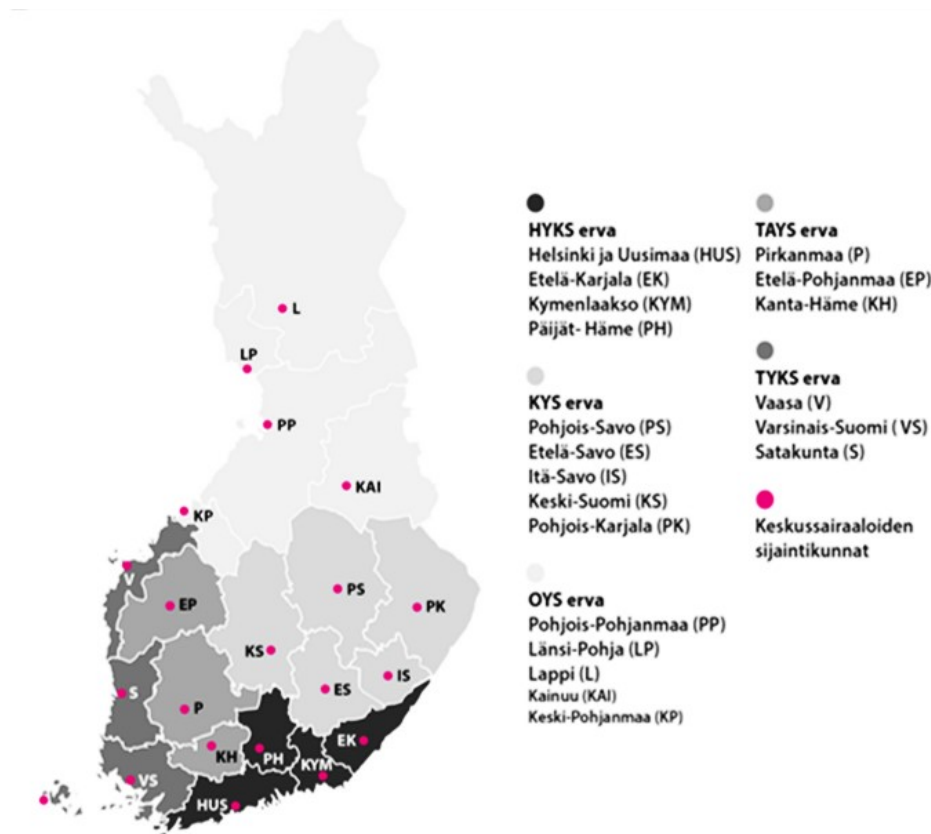 L
LP
PP
KAI
KP
V
EP
PS
PK
KS
IS
ES
S
P
EK
KH
PH
KYM
VS
HUS
HYKS erva
Helsinki ja Uusimaa (HUS)
Etelä-Karjala (EK)
Kymenlaakso (KYM)
Päijät- Häme (PH)
KYS erva
Pohjois-Savo (PS)
Etelä-Savo (ES)
Itä-Savo (IS)
Keski-Suomi (KS)
Pohjois-Karjala (PK)
OYS erva
Pohjois-Pohjanmaa (PP)
Länsi-Pohja (LP)
Lappi (L)
Kainuu (KAI)
Keski-Pohjanmaa (KP)
TAYS erva
Pirkanmaa (P)
Etelä-Pohjanmaa (EP)
Kanta-Häme (KH)
TYKS erva
Vaasa (V)
Varsinais-Suomi ( VS)
Satakunta (S)
Keskussairaaloiden
sijaintikunnat